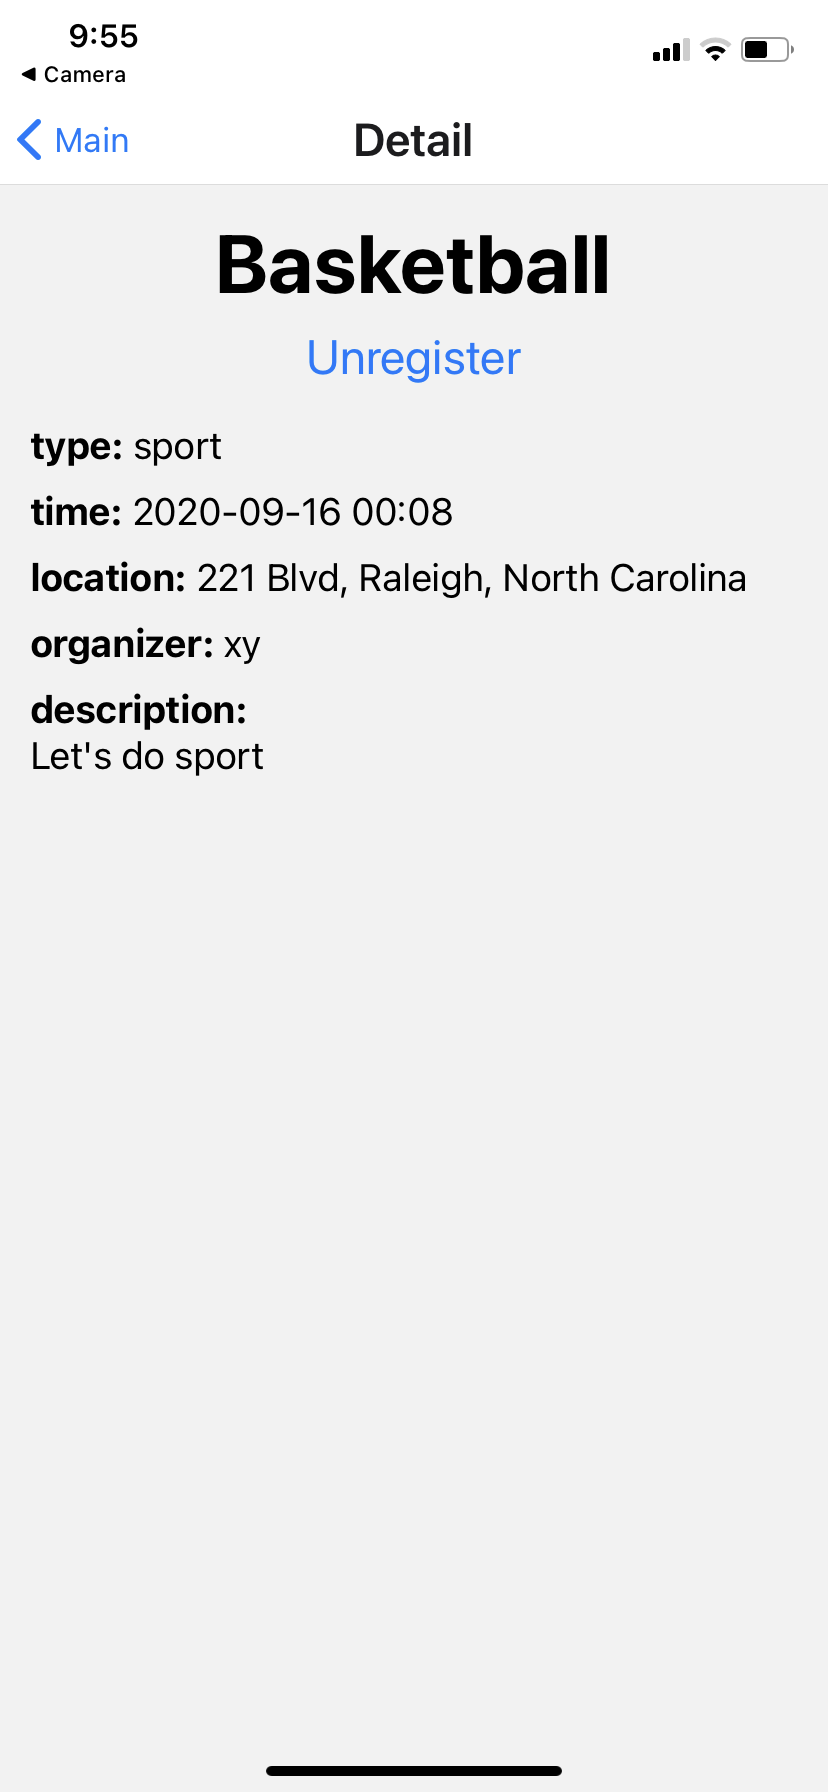 9:55
◀ Camera
Main
Detail
Basketball
Unregister
type: sport
time: 2020-09-16 00:08
location: 221 Blvd, Raleigh, North Carolina
organizer: xy
description:
Let's do sport